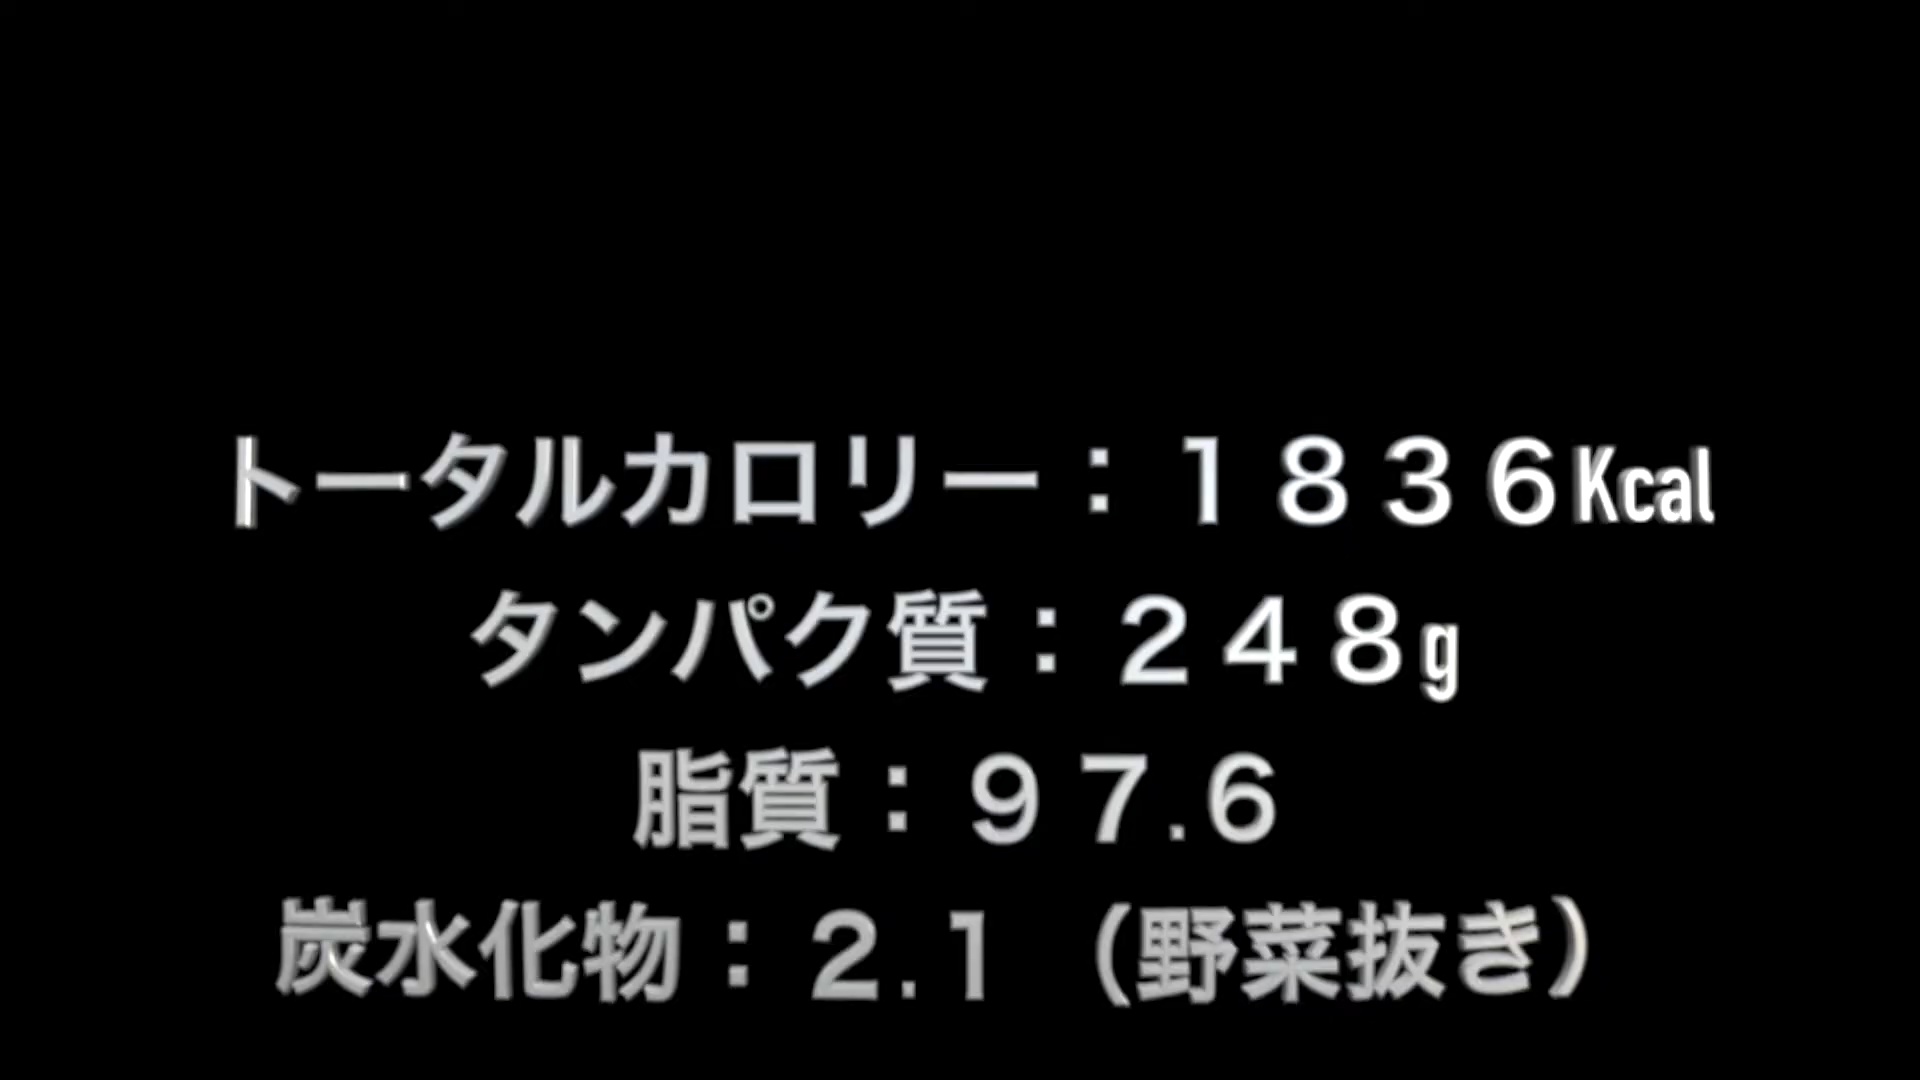 トータルカロリー：１８３６Kcal
タンパク質：２４８g
脂質：９７.６
炭水化物：２.１（野菜抜き）